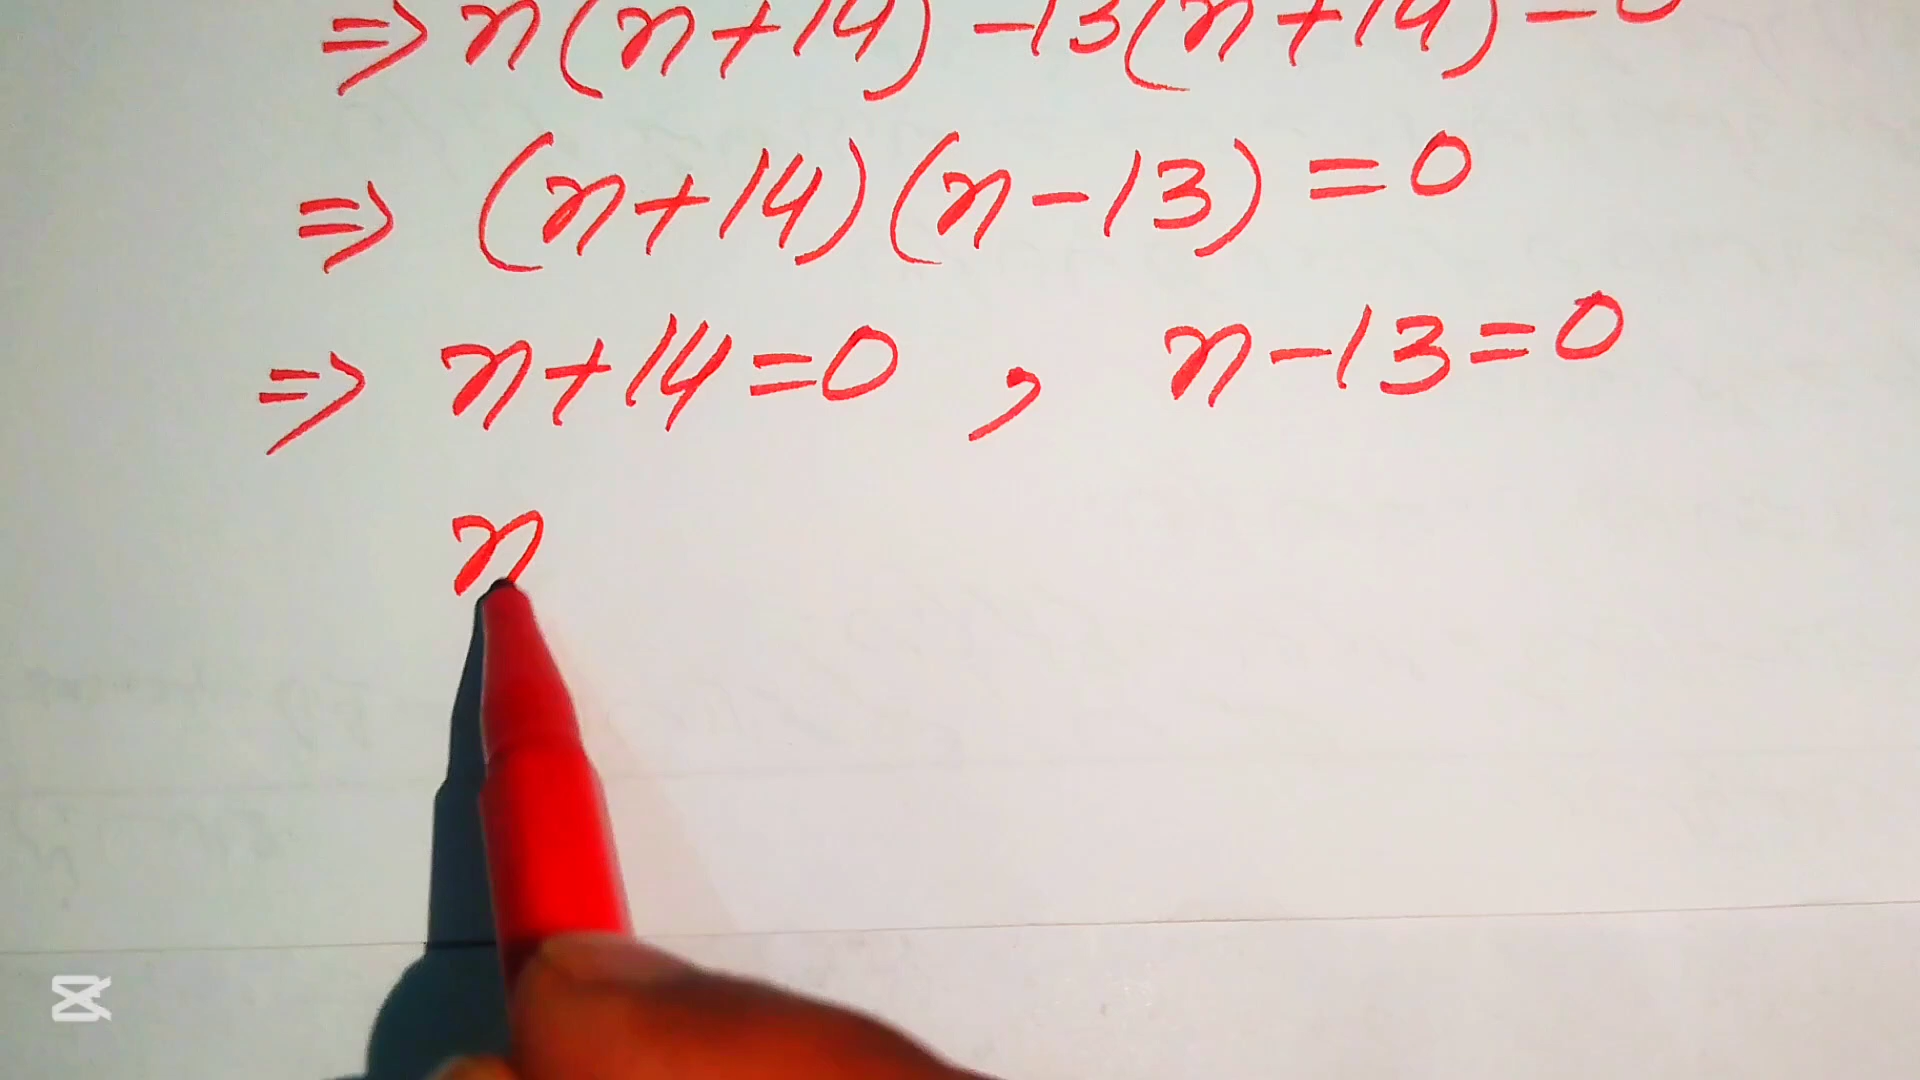 => n(n+14) -13(n+14) = 0
=> (n+14)(n-13) = 0
=> n+14=0 , n-13=0
n